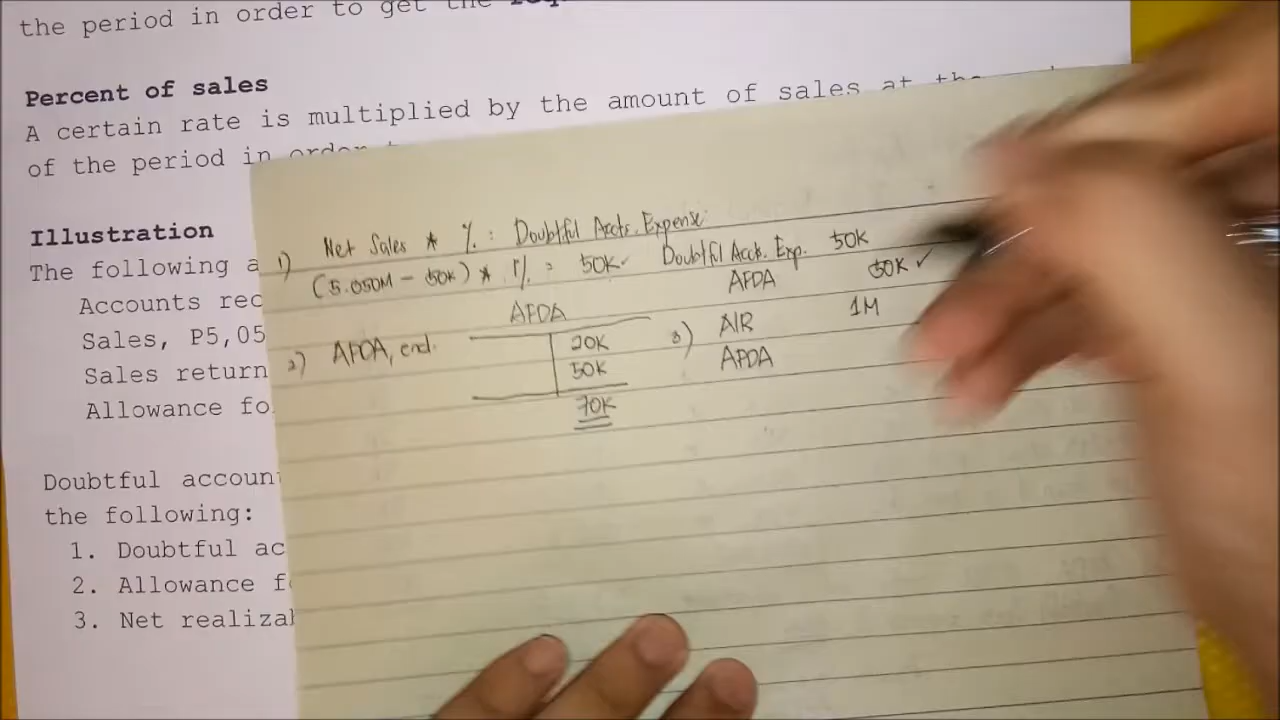 the period in order to get the
Percent of sales
A certain rate is multiplied by the amount of sales at the
of the period in order
Illustration
The following a
Accounts rec
Sales, P5,05
Sales return
Allowance fo
Doubtful accoun
the following:
1. Doubtful ac
2. Allowance f
3. Net realiza
1) Net Sales * % : Doubtful Accts. Expense
(5.050M - 50K) * 1% = 50K✓
Doubtful Accts. Exp. 50K
AFDA 50K ✓
2) AFDA, end.
AFDA
20K
50K
70K
3) A/R 1M
AFDA